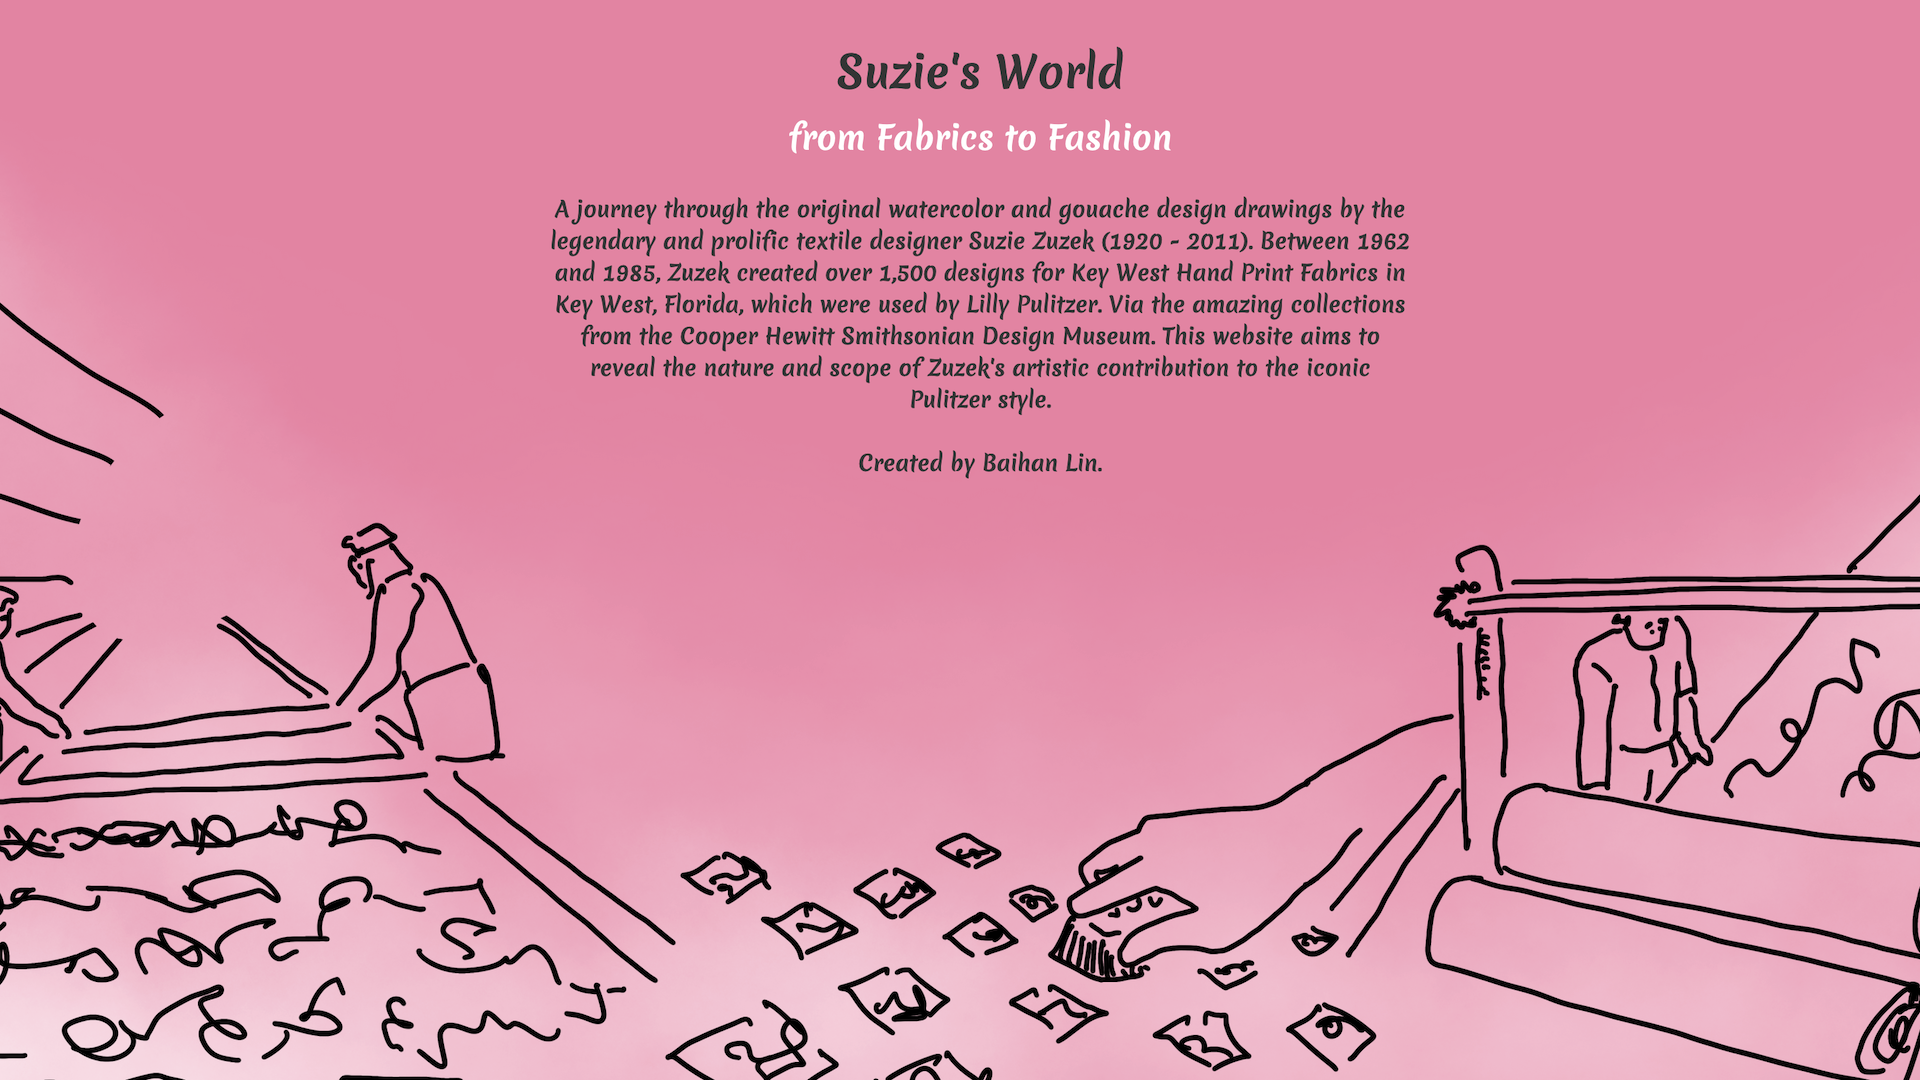 Suzie's World
from Fabrics to Fashion
A journey through the original watercolor and gouache design drawings by the
legendary and prolific textile designer Suzie Zuzek (1920 - 2011). Between 1962
and 1985, Zuzek created over 1,500 designs for Key West Hand Print Fabrics in
Key West, Florida, which were used by Lilly Pulitzer. Via the amazing collections
from the Cooper Hewitt Smithsonian Design Museum. This website aims to
reveal the nature and scope of Zuzek's artistic contribution to the iconic
Pulitzer style.
Created by Baihan Lin.